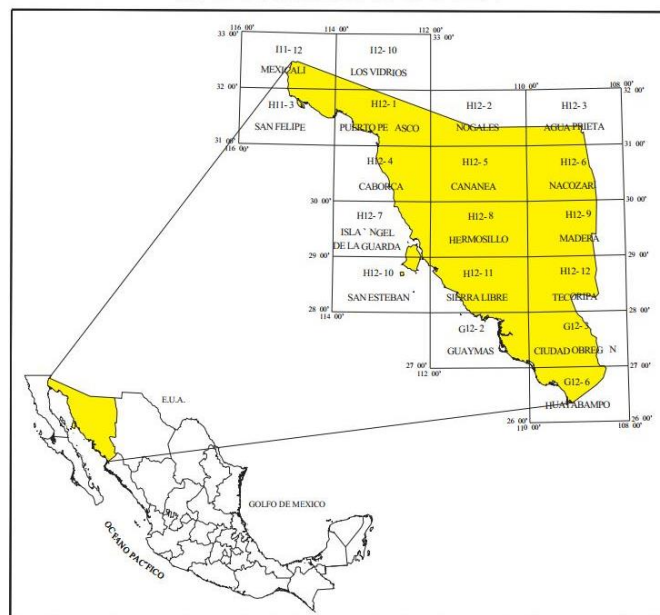 116 00' 114 00' 112 00'
33 00' 33 00'
I11- 12 I12- 10
MEXICALI LOS VIDRIOS
110 00' 108 00'
32 00' 32 00'
H11- 3 H12- 1 H12- 2 H12- 3
SAN FELIPE PUERTO PE ASCO NOGALES AGUA PRIETA
31 00' 31 00'
116 00'
H12- 4 H12- 5 H12- 6
CABORCA CANANEA NACOZARI
30 00' 30 00'
H12- 7 H12- 8 H12- 9
ISLA ` NGEL
HERMOSILLO MADERA
DE LA GUARDA
29 00' 29 00'
H12- 10 H12- 11 H12- 12
SAN ESTEBAN SIERRA LIBRE TECORIPA
28 00' 28 00'
114 00'
G12- 2 G12- 3
GUAYMAS CIUDAD OBREG N
27 00' 27 00'
112 00'
G12- 6
HUATABAMPO
26 00' 26 00'
110 00' 108 00'
E.U.A.
GOLFO DE MEXICO
OCEANO PAC˝FICO